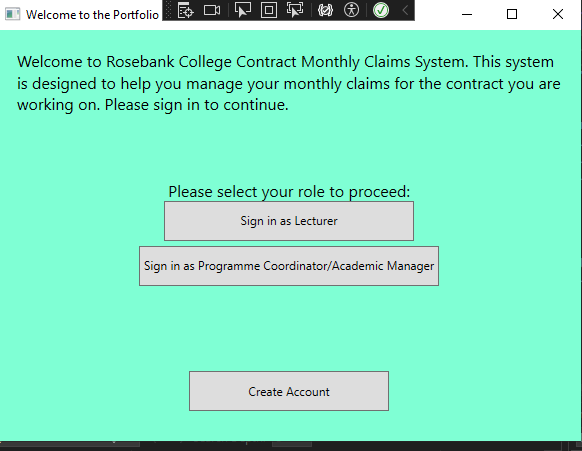 Welcome to the Portfolio
Welcome to Rosebank College Contract Monthly Claims System. This system
is designed to help you manage your monthly claims for the contract you are
working on. Please sign in to continue.
Please select your role to proceed:
Sign in as Lecturer
Sign in as Programme Coordinator/Academic Manager
Create Account